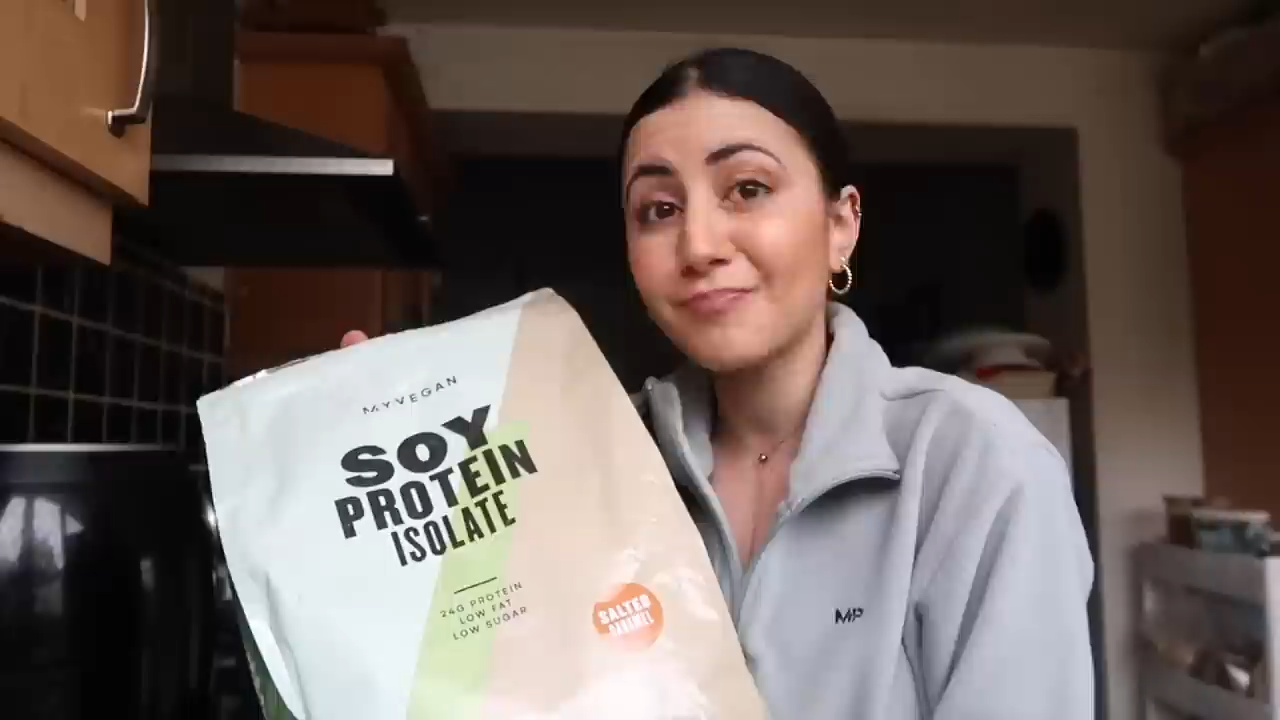 MYVEGAN
SOY
PROTEIN
ISOLATE
24G PROTEIN
LOW FAT
LOW SUGAR
SALTED
CARAMEL
MP